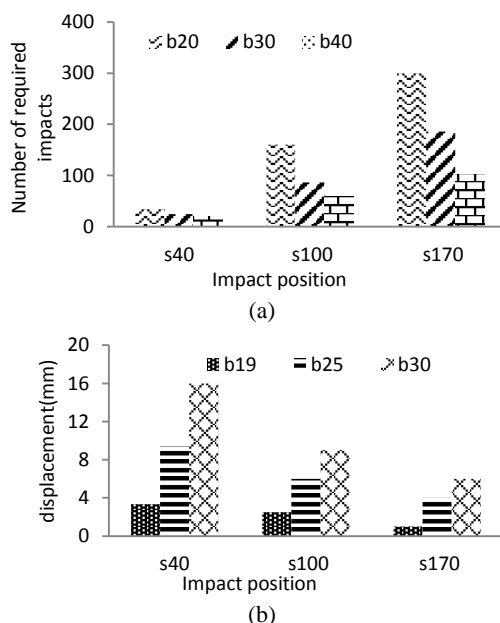 400
300
200
100
0
Number of required
impacts
b20 b30 b40
s40 s100 s170
Impact position
(a)
20
16
12
8
4
0
displacement(mm)
b19 b25 b30
s40 s100 s170
Impact position
(b)